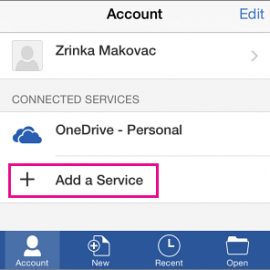 Account Edit
Zrinka Makovac
CONNECTED SERVICES
OneDrive - Personal
Add a Service
Account New Recent Open